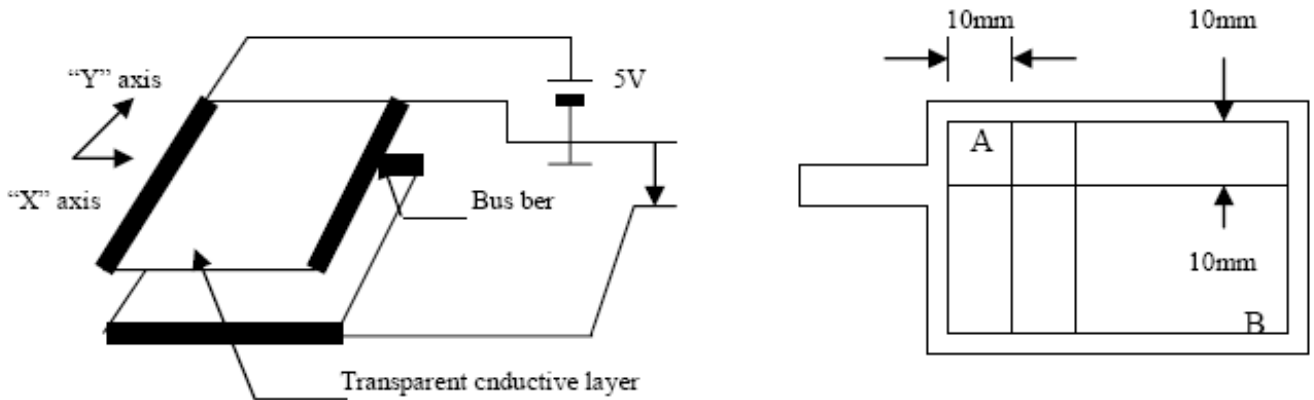 “Y” axis
“X” axis
5V
Bus ber
Transparent cnductive layer
10mm
10mm
A
10mm
B